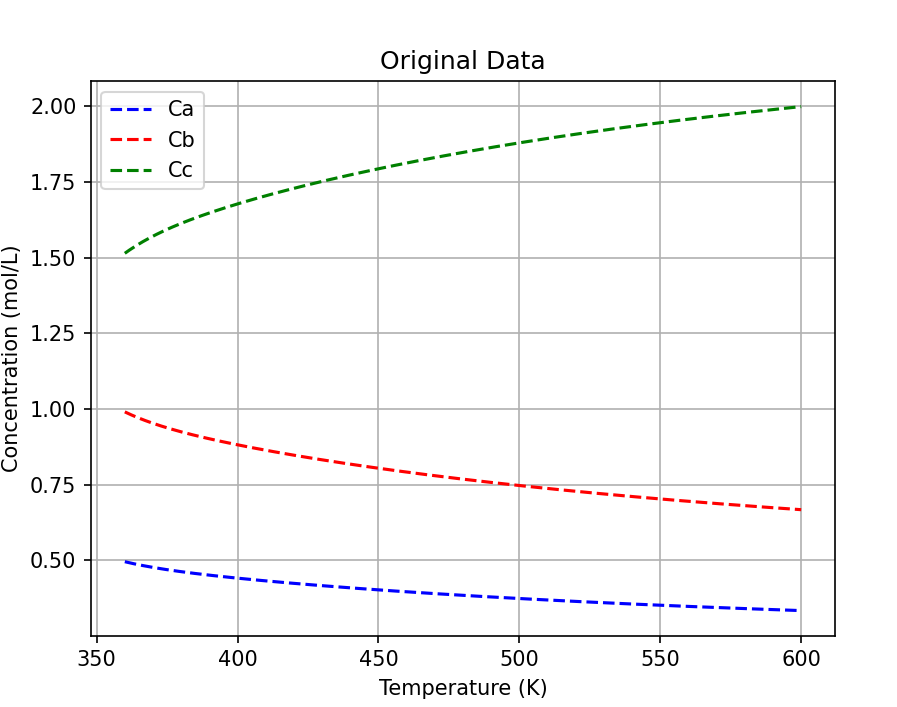 Original Data
Ca
Cb
Cc
Concentration (mol/L)
2.00
1.75
1.50
1.25
1.00
0.75
0.50
350 400 450 500 550 600
Temperature (K)